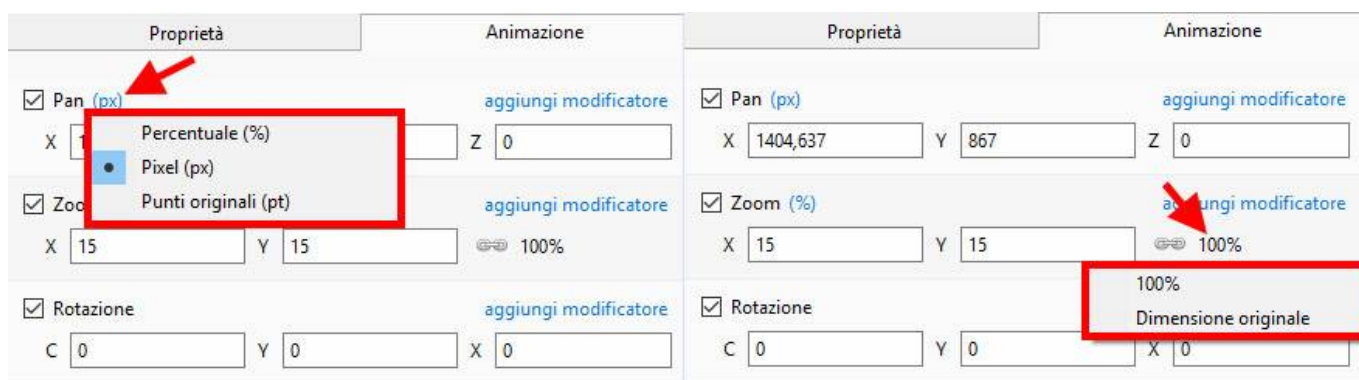 Proprietà Animazione
Pan (px) aggiungi modificatore
X 1 Z 0
Percentuale (%)
Pixel (px)
Punti originali (pt)
Zoo aggiungi modificatore
X 15 Y 15 100%
Rotazione aggiungi modificatore
C 0 Y 0 X 0
Proprietà Animazione
Pan (px) aggiungi modificatore
X 1404,637 Y 867 Z 0
Zoom (%) aggiungi modificatore
X 15 Y 15 100%
100%
Dimensione originale
Rotazione
C 0 Y 0 X 0